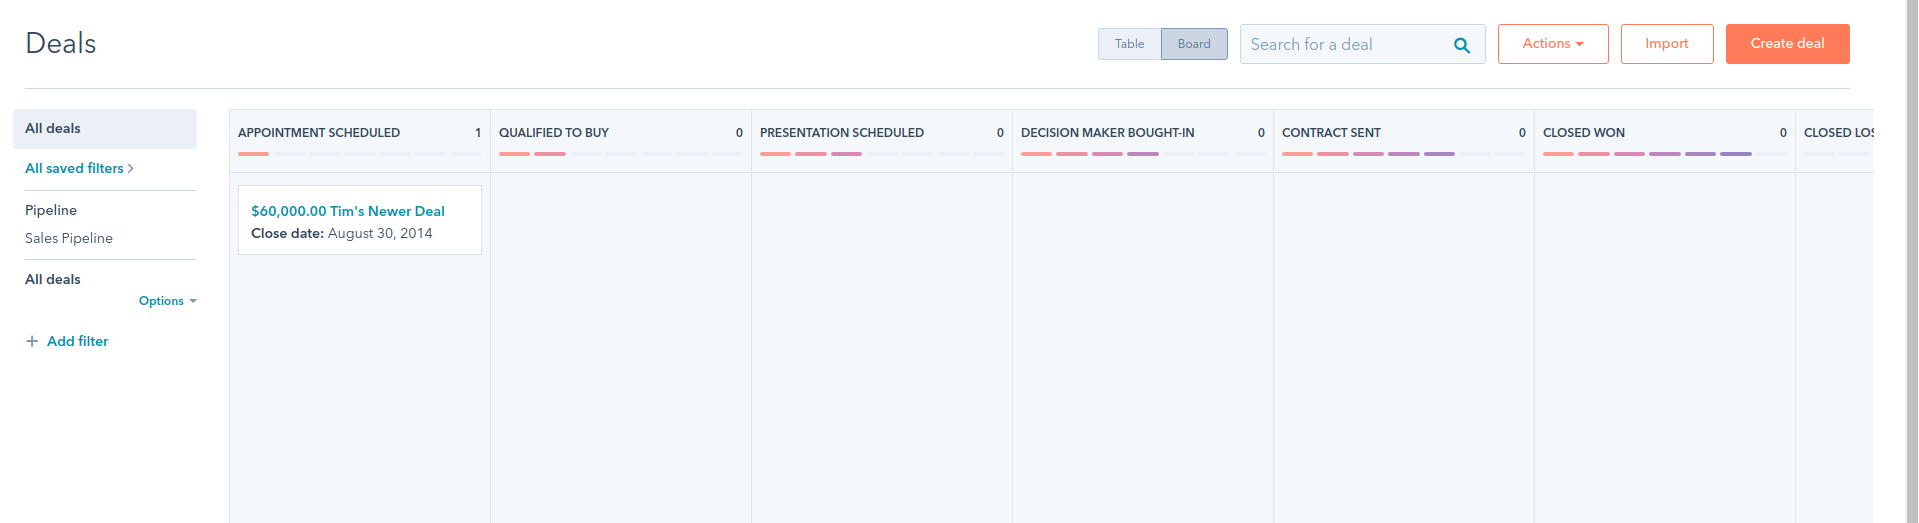 Deals
Table Board Search for a deal Actions Import Create deal
All deals
All saved filters
Pipeline
Sales Pipeline
All deals
Options
Add filter
APPOINTMENT SCHEDULED 1 QUALIFIED TO BUY 0 PRESENTATION SCHEDULED 0 DECISION MAKER BOUGHT-IN 0 CONTRACT SENT 0 CLOSED WON 0 CLOSED LOS
$60,000.00 Tim's Newer Deal
Close date: August 30, 2014